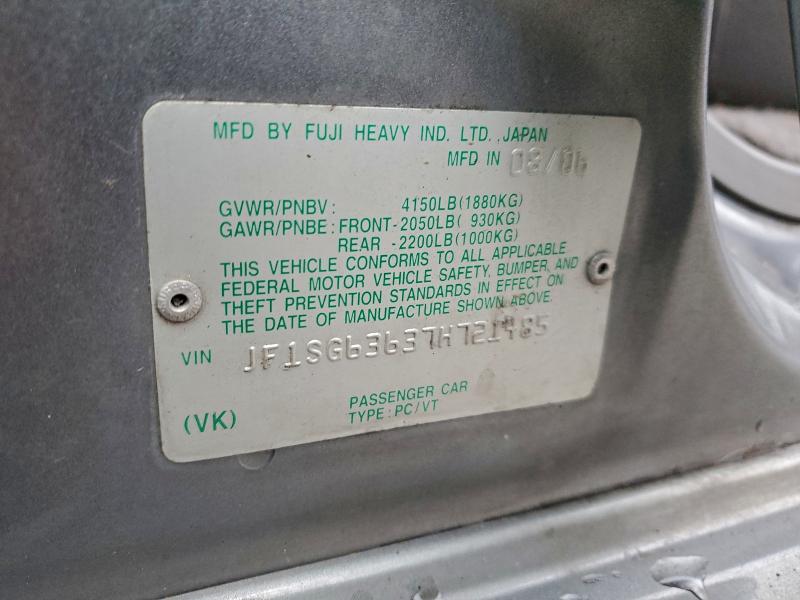 MFD BY FUJI HEAVY IND. LTD. JAPAN
MFD IN 03/06
GVWR/PNBV: 4150LB(1880KG)
GAWR/PNBE: FRONT-2050LB( 930KG)
REAR -2200LB(1000KG)
THIS VEHICLE CONFORMS TO ALL APPLICABLE
FEDERAL MOTOR VEHICLE SAFETY, BUMPER, AND
THEFT PREVENTION STANDARDS IN EFFECT ON
THE DATE OF MANUFACTURE SHOWN ABOVE.
VIN JF1SG63637H721485
PASSENGER CAR
(VK) TYPE: PC/VT